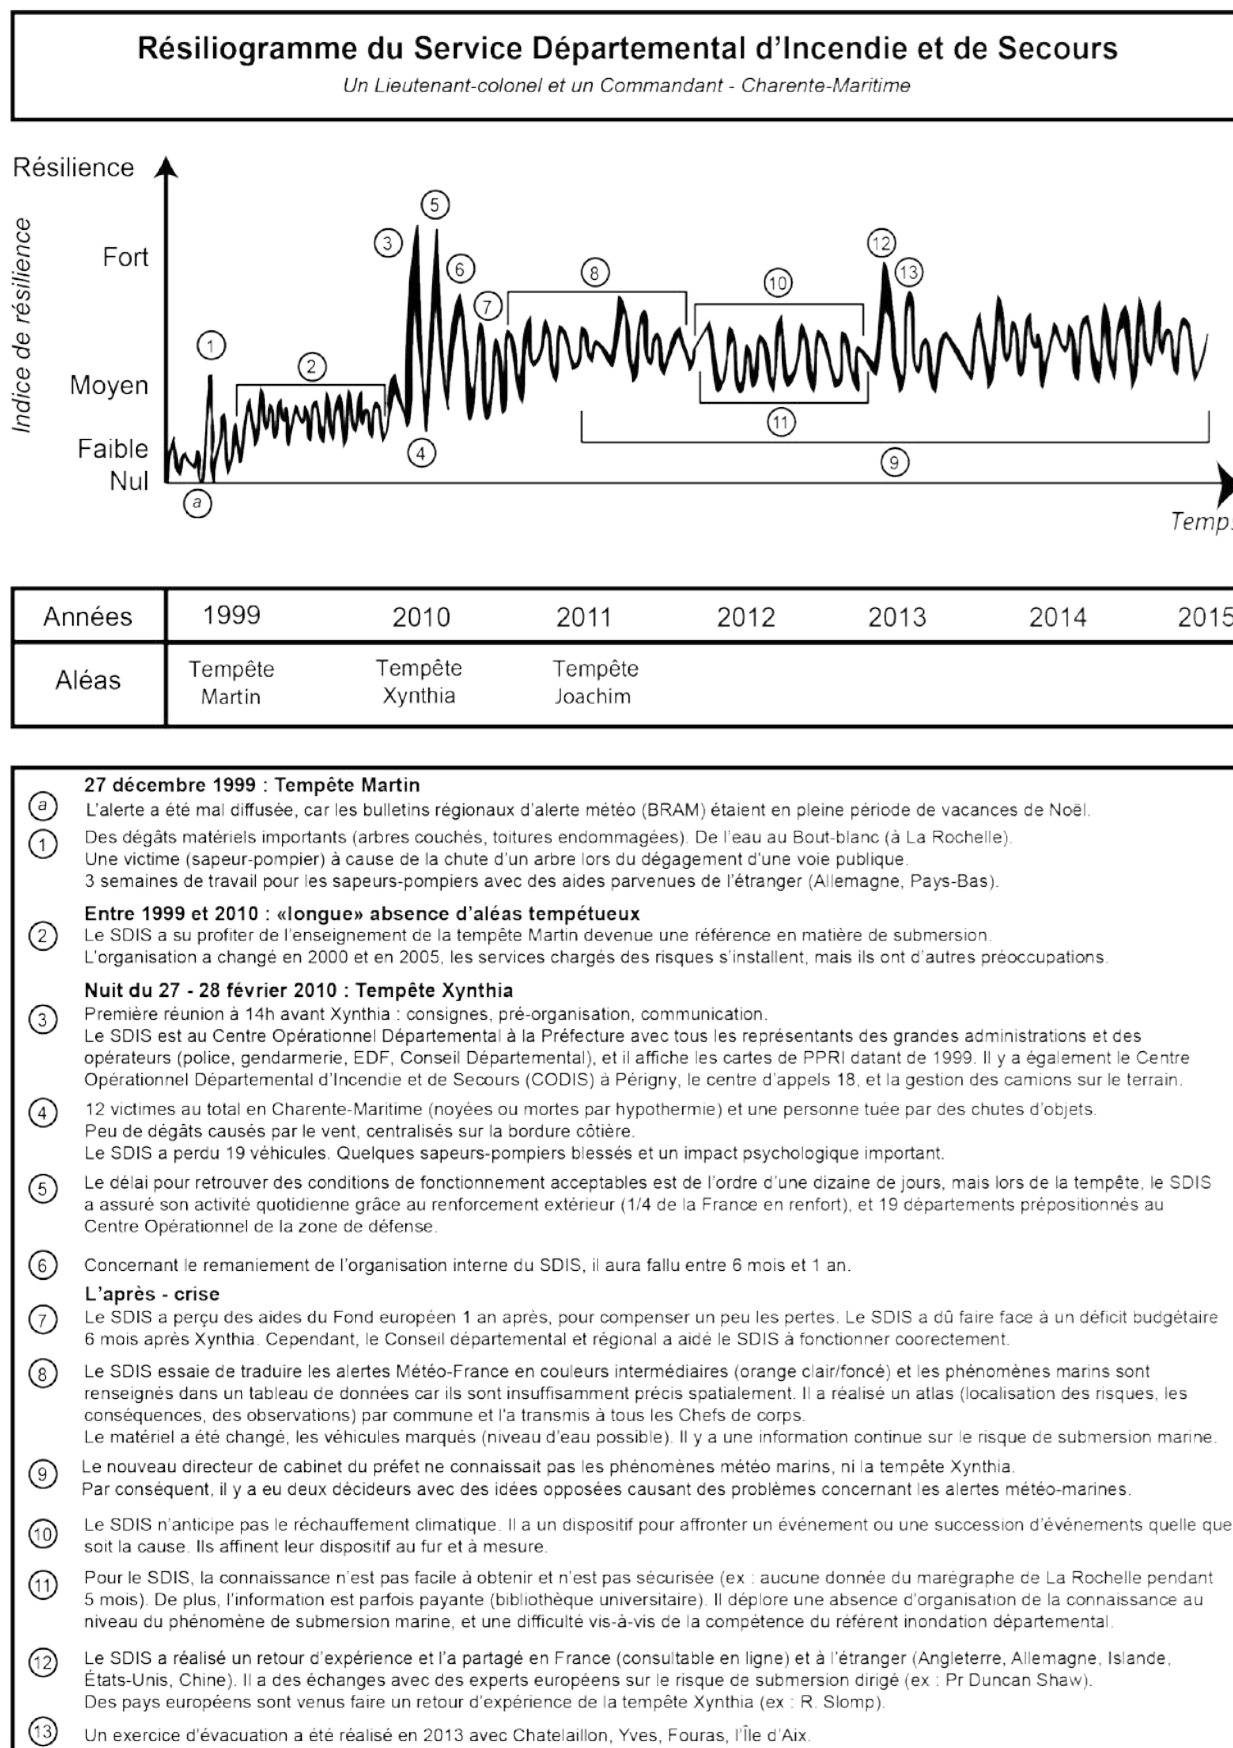 Résiliogramme du Service Départemental d'Incendie et de Secours
Un Lieutenant-colonel et un Commandant - Charente-Maritime
Résilience
Indice de résilience
Fort
Moyen
Faible
Nul
1
2
3
4
5
6
7
8
9
10
11
12
13
a
Temps
Années 1999 2010 2011 2012 2013 2014 2015
Aléas
Tempête Martin
Tempête Xynthia
Tempête Joachim
27 décembre 1999 : Tempête Martin
a L'alerte a été mal diffusée, car les bulletins régionaux d'alerte météo (BRAM) étaient en pleine période de vacances de Noël.
1 Des dégâts matériels importants (arbres couchés, toitures endommagées). De l'eau au Bout-blanc (à La Rochelle).
Une victime (sapeur-pompier) à cause de la chute d'un arbre lors du dégagement d'une voie publique.
3 semaines de travail pour les sapeurs-pompiers avec des aides parvenues de l'étranger (Allemagne, Pays-Bas).
Entre 1999 et 2010 : «longue» absence d'aléas tempétueux
2 Le SDIS a su profiter de l'enseignement de la tempête Martin devenue une référence en matière de submersion.
L'organisation a changé en 2000 et en 2005, les services chargés des risques s'installent, mais ils ont d'autres préoccupations.
Nuit du 27 - 28 février 2010 : Tempête Xynthia
3 Première réunion à 14h avant Xynthia : consignes, pré-organisation, communication.
Le SDIS est au Centre Opérationnel Départemental à la Préfecture avec tous les représentants des grandes administrations et des
opérateurs (police, gendarmerie, EDF, Conseil Départemental), et il affiche les cartes de PPRI datant de 1999. Il y a également le Centre
Opérationnel Départemental d'Incendie et de Secours (CODIS) à Périgny, le centre d'appels 18, et la gestion des camions sur le terrain.
4 12 victimes au total en Charente-Maritime (noyées ou mortes par hypothermie) et une personne tuée par des chutes d'objets.
Peu de dégâts causés par le vent, centralisés sur la bordure côtière.
Le SDIS a perdu 19 véhicules. Quelques sapeurs-pompiers blessés et un impact psychologique important.
5 Le délai pour retrouver des conditions de fonctionnement acceptables est de l'ordre d'une dizaine de jours, mais lors de la tempête, le SDIS
a assuré son activité quotidienne grâce au renforcement extérieur (1/4 de la France en renfort), et 19 départements prépositionnés au
Centre Opérationnel de la zone de défense.
6 Concernant le remaniement de l'organisation interne du SDIS, il aura fallu entre 6 mois et 1 an.
L'après - crise
7 Le SDIS a perçu des aides du Fond européen 1 an après, pour compenser un peu les pertes. Le SDIS a dû faire face à un déficit budgétaire
6 mois après Xynthia. Cependant, le Conseil départemental et régional a aidé le SDIS à fonctionner coorectement.
8 Le SDIS essaie de traduire les alertes Météo-France en couleurs intermédiaires (orange clair/foncé) et les phénomènes marins sont
renseignés dans un tableau de données car ils sont insuffisamment précis spatialement. Il a réalisé un atlas (localisation des risques, les
conséquences, des observations) par commune et l'a transmis à tous les Chefs de corps.
Le matériel a été changé, les véhicules marqués (niveau d'eau possible). Il y a une information continue sur le risque de submersion marine.
9 Le nouveau directeur de cabinet du préfet ne connaissait pas les phénomènes météo marins, ni la tempête Xynthia.
Par conséquent, il y a eu deux décideurs avec des idées opposées causant des problèmes concernant les alertes météo-marines.
10 Le SDIS n'anticipe pas le réchauffement climatique. Il a un dispositif pour affronter un événement ou une succession d'événements quelle que
soit la cause. Ils affinent leur dispositif au fur et à mesure.
11 Pour le SDIS, la connaissance n'est pas facile à obtenir et n'est pas sécurisée (ex : aucune donnée du marégraphe de La Rochelle pendant
5 mois). De plus, l'information est parfois payante (bibliothèque universitaire). Il déplore une absence d'organisation de la connaissance au
niveau du phénomène de submersion marine, et une difficulté vis-à-vis de la compétence du référent inondation départemental.
12 Le SDIS a réalisé un retour d'expérience et l'a partagé en France (consultable en ligne) et à l'étranger (Angleterre, Allemagne, Islande,
États-Unis, Chine). Il a des échanges avec des experts européens sur le risque de submersion dirigé (ex : Pr Duncan Shaw).
Des pays européens sont venus faire un retour d'expérience de la tempête Xynthia (ex : R. Slomp).
13 Un exercice d'évacuation a été réalisé en 2013 avec Chatelaillon, Yves, Fouras, l'Île d'Aix.